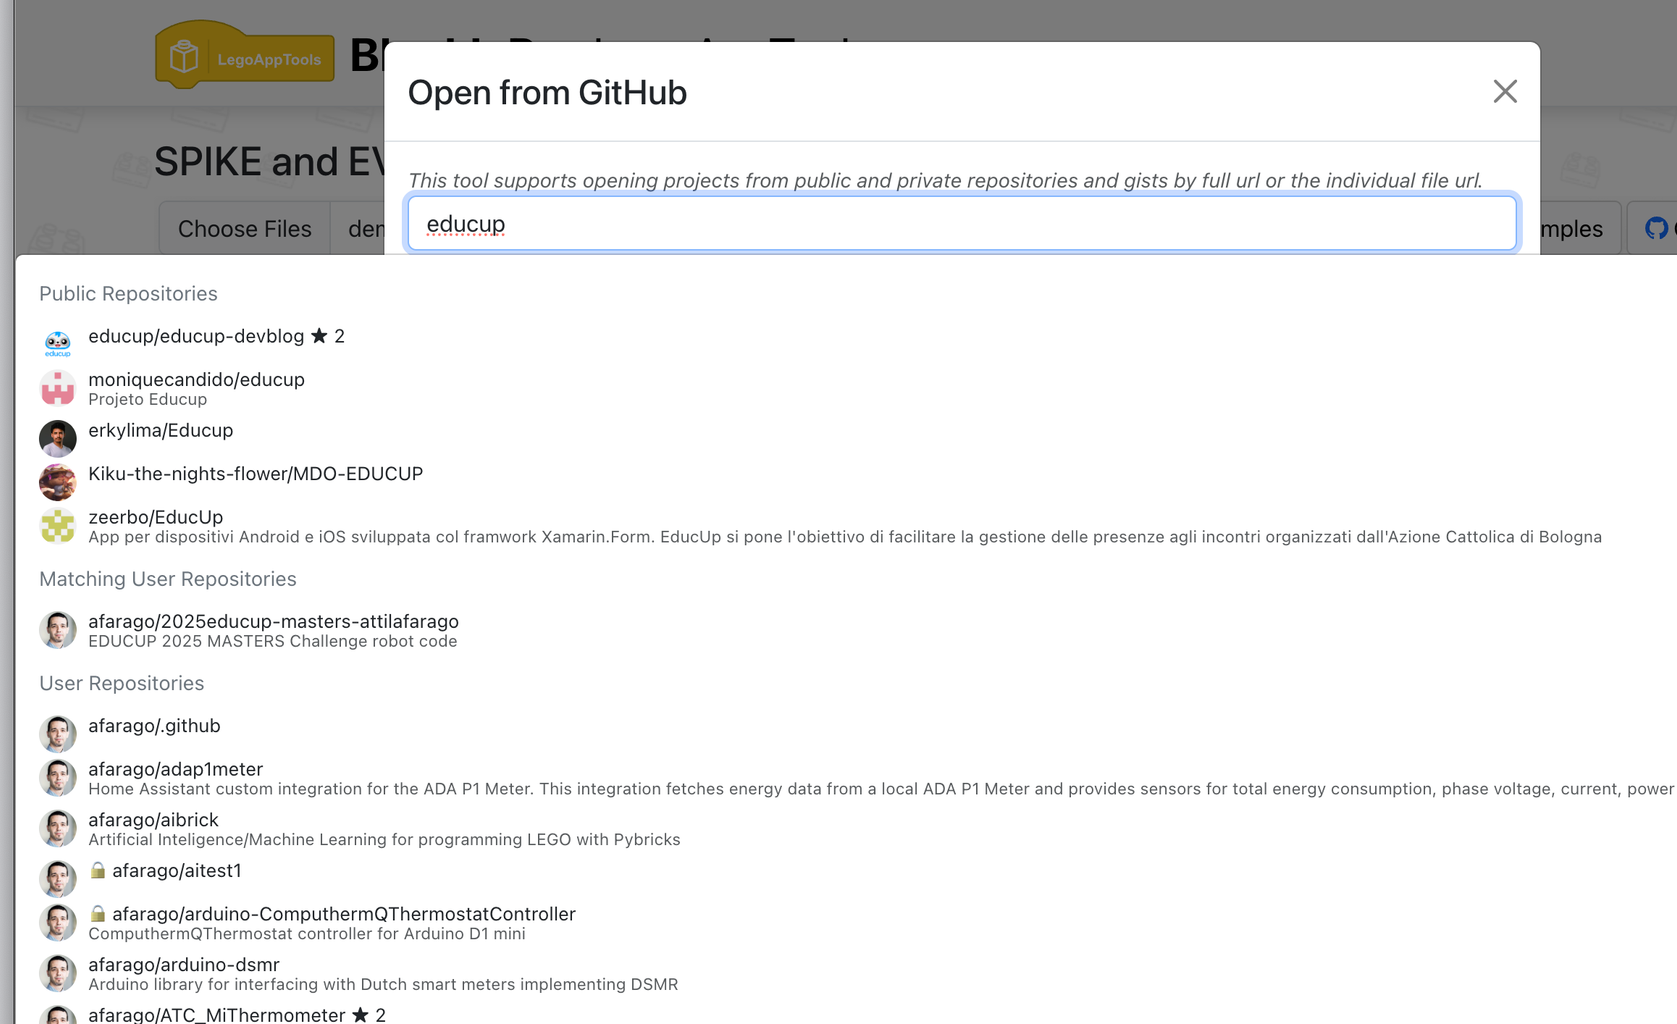 LegoAppTools
Open from GitHub
SPIKE and EV
This tool supports opening projects from public and private repositories and gists by full url or the individual file url.
Choose Files
educup
mples
Public Repositories
educup/educup-devblog ★ 2
educup
moniquecandido/educup
Projeto Educup
erkylima/Educup
Kiku-the-nights-flower/MDO-EDUCUP
zeerbo/EducUp
App per dispositivi Android e iOS sviluppata col framwork Xamarin.Form. EducUp si pone l'obiettivo di facilitare la gestione delle presenze agli incontri organizzati dall'Azione Cattolica di Bologna
Matching User Repositories
afarago/2025educup-masters-attilafarago
EDUCUP 2025 MASTERS Challenge robot code
User Repositories
afarago/.github
afarago/adap1meter
Home Assistant custom integration for the ADA P1 Meter. This integration fetches energy data from a local ADA P1 Meter and provides sensors for total energy consumption, phase voltage, current, power
afarago/aibrick
Artificial Inteligence/Machine Learning for programming LEGO with Pybricks
afarago/aitest1
afarago/arduino-ComputhermQThermostatController
ComputhermQThermostat controller for Arduino D1 mini
afarago/arduino-dsmr
Arduino library for interfacing with Dutch smart meters implementing DSMR
afarago/ATC_MiThermometer ★ 2